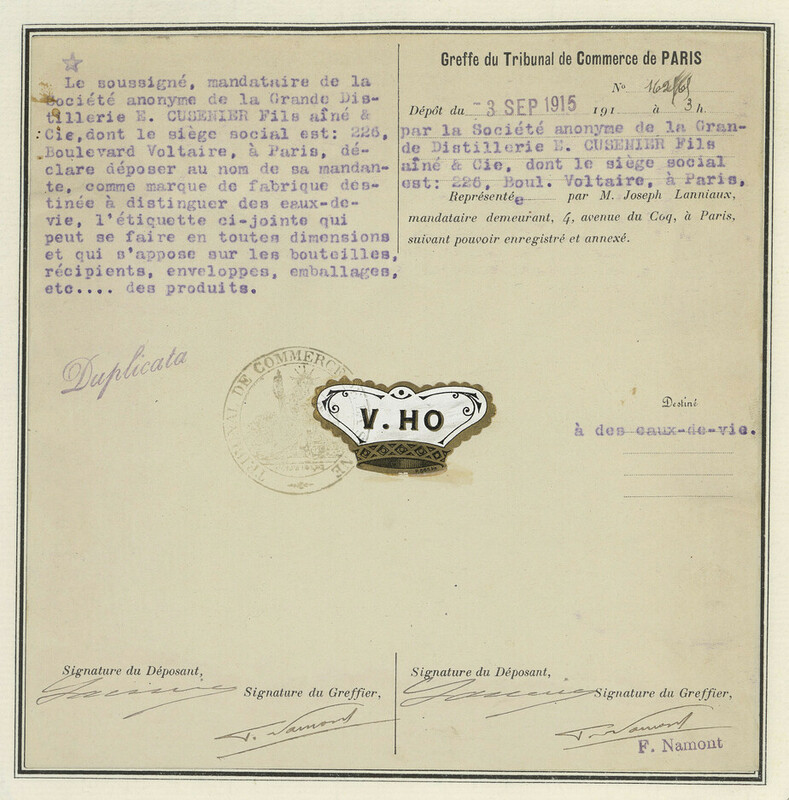 Le soussigné, mandataire de la
Société anonyme de la Grande Dis-
tillerie E. CUSENIER Fils aîné &
Cie,dont le siège social est: 226,
Boulevard Voltaire, à Paris, dé-
clare déposer au nom de sa mandan-
te, comme marque de fabrique des-
tinée à distinguer des eaux-de-
vie, l'étiquette ci-jointe qui
peut se faire en toutes dimensions
et qui s'appose sur les bouteilles,
récipients, enveloppes, emballages,
etc.... des produits.
Greffe du Tribunal de Commerce de PARIS
No
Dépôt du - 3 SEP 1915 191 à 3 h.
par la Société anonyme de la Gran-
de Distillerie E. CUSENIER Fils
aîné & Cie, dont le siège social
est: 226, Boul. Voltaire, à Paris,
Représentée par M. Joseph Lanniaux,
mandataire demeurant, 4, avenue du Coq, à Paris,
suivant pouvoir enregistré et annexé.
Duplicata
TRIBUNAL DE COMMERCE
V. HO
Destiné
à des eaux-de-vie.
Signature du Déposant,
Signature du Greffier,
F. Namont
Signature du Déposant,
Signature du Greffier,
F. Namont
F. Namont